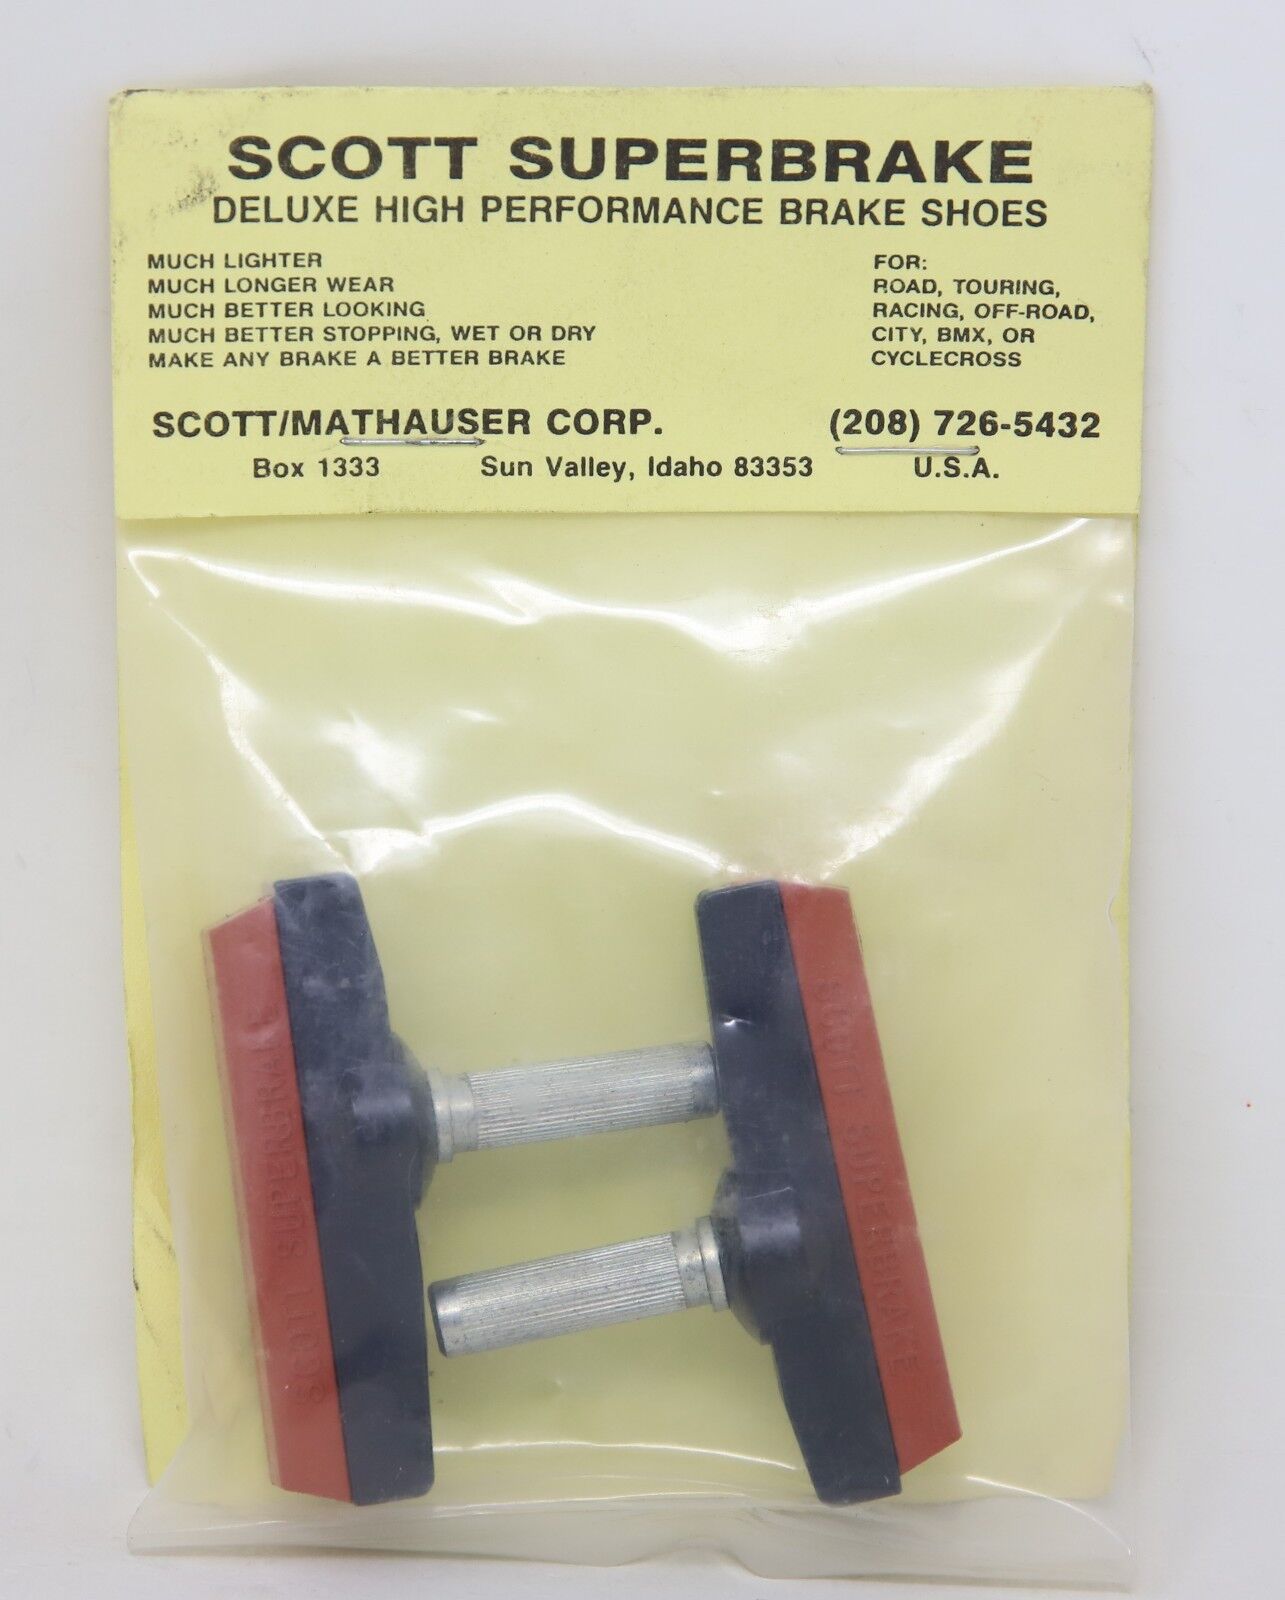 SCOTT SUPERBRAKE
DELUXE HIGH PERFORMANCE BRAKE SHOES
MUCH LIGHTER
MUCH LONGER WEAR
MUCH BETTER LOOKING
MUCH BETTER STOPPING, WET OR DRY
MAKE ANY BRAKE A BETTER BRAKE
FOR:
ROAD, TOURING,
RACING, OFF-ROAD,
CITY, BMX, OR
CYCLECROSS
SCOTT/MATHAUSER CORP. (208) 726-5432
Box 1333 Sun Valley, Idaho 83353 U.S.A.
SCOTT SUPERBRAKE
SCOTT SUPERBRAKE